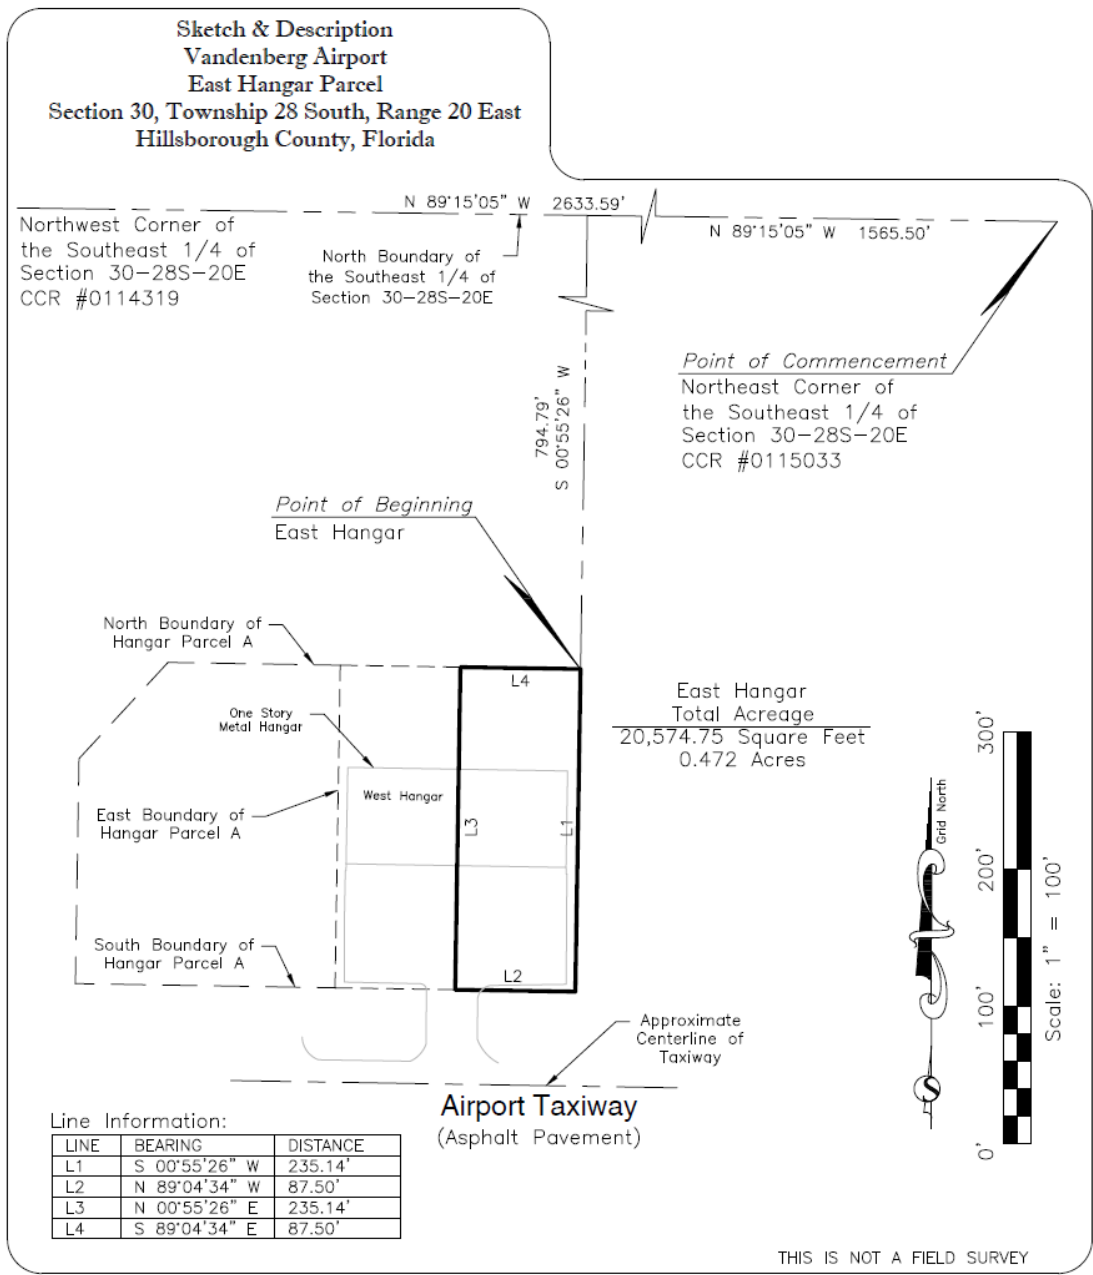 Sketch & Description
Vandenberg Airport
East Hangar Parcel
Section 30, Township 28 South, Range 20 East
Hillsborough County, Florida
N 89°15'05" W 2633.59'
Northwest Corner of
the Southeast 1/4 of
Section 30-28S-20E
CCR #0114319
North Boundary of
the Southeast 1/4 of
Section 30-28S-20E
N 89°15'05" W 1565.50'
Point of Commencement
Northeast Corner of
the Southeast 1/4 of
Section 30-28S-20E
CCR #0115033
794.79'
S 00°55'26" W
Point of Beginning
East Hangar
North Boundary of
Hangar Parcel A
L4
One Story
Metal Hangar
East Hangar
Total Acreage
20,574.75 Square Feet
0.472 Acres
West Hangar
East Boundary of
Hangar Parcel A
L3
L1
South Boundary of
Hangar Parcel A
L2
Grid North
S
300'
200'
100'
0'
Scale: 1" = 100'
Approximate
Centerline of
Taxiway
Airport Taxiway
(Asphalt Pavement)
Line Information:
LINE BEARING DISTANCE
L1 S 00°55'26" W 235.14'
L2 N 89°04'34" W 87.50'
L3 N 00°55'26" E 235.14'
L4 S 89°04'34" E 87.50'
THIS IS NOT A FIELD SURVEY